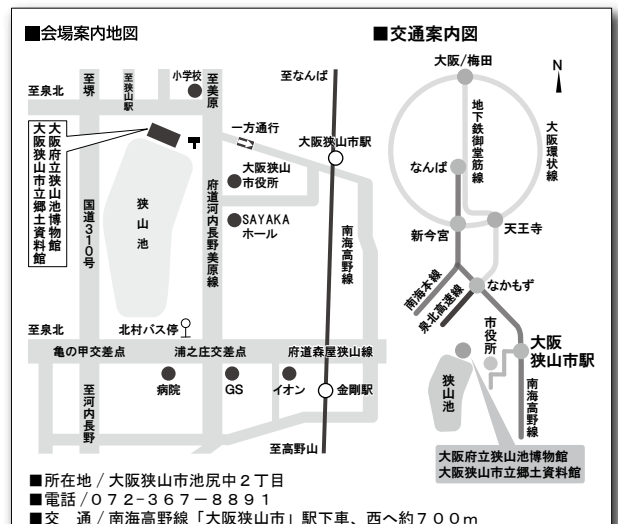 ■会場案内地図
至泉北
至堺
至狭山駅
小学校
至美原
至なんば
一方通行
大阪狭山市駅
大阪府立狭山池博物館
大阪狭山市立郷土資料館
大阪狭山
市役所
SAYAKA
ホール
狭山池
国道310号
府道河内長野美原線
南海高野線
北村バス停
至泉北
亀の甲交差点
浦之庄交差点
府道森屋狭山線
病院
GS
イオン
金剛駅
至河内長野
至高野山
■交通案内図
大阪/梅田
N
地下鉄御堂筋線
大阪環状線
なんば
新今宮
天王寺
南海本線
泉北高速線
なかもず
市役所
大阪
狭山市駅
狭山池
南海高野線
大阪府立狭山池博物館
大阪狭山市立郷土資料館
■所在地/大阪狭山市池尻中2丁目
■電話/072-367-8891
■交 通/南海高野線「大阪狭山市」駅下車、西へ約700m